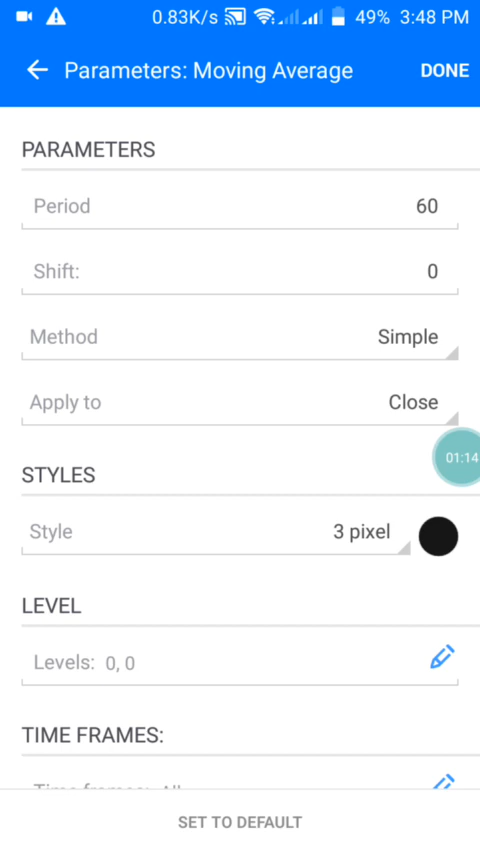 0.83K/s 49% 3:48 PM
Parameters: Moving Average DONE
PARAMETERS
Period 60
Shift: 0
Method Simple
Apply to Close
01:14
STYLES
Style 3 pixel
LEVEL
Levels: 0, 0
TIME FRAMES:
SET TO DEFAULT